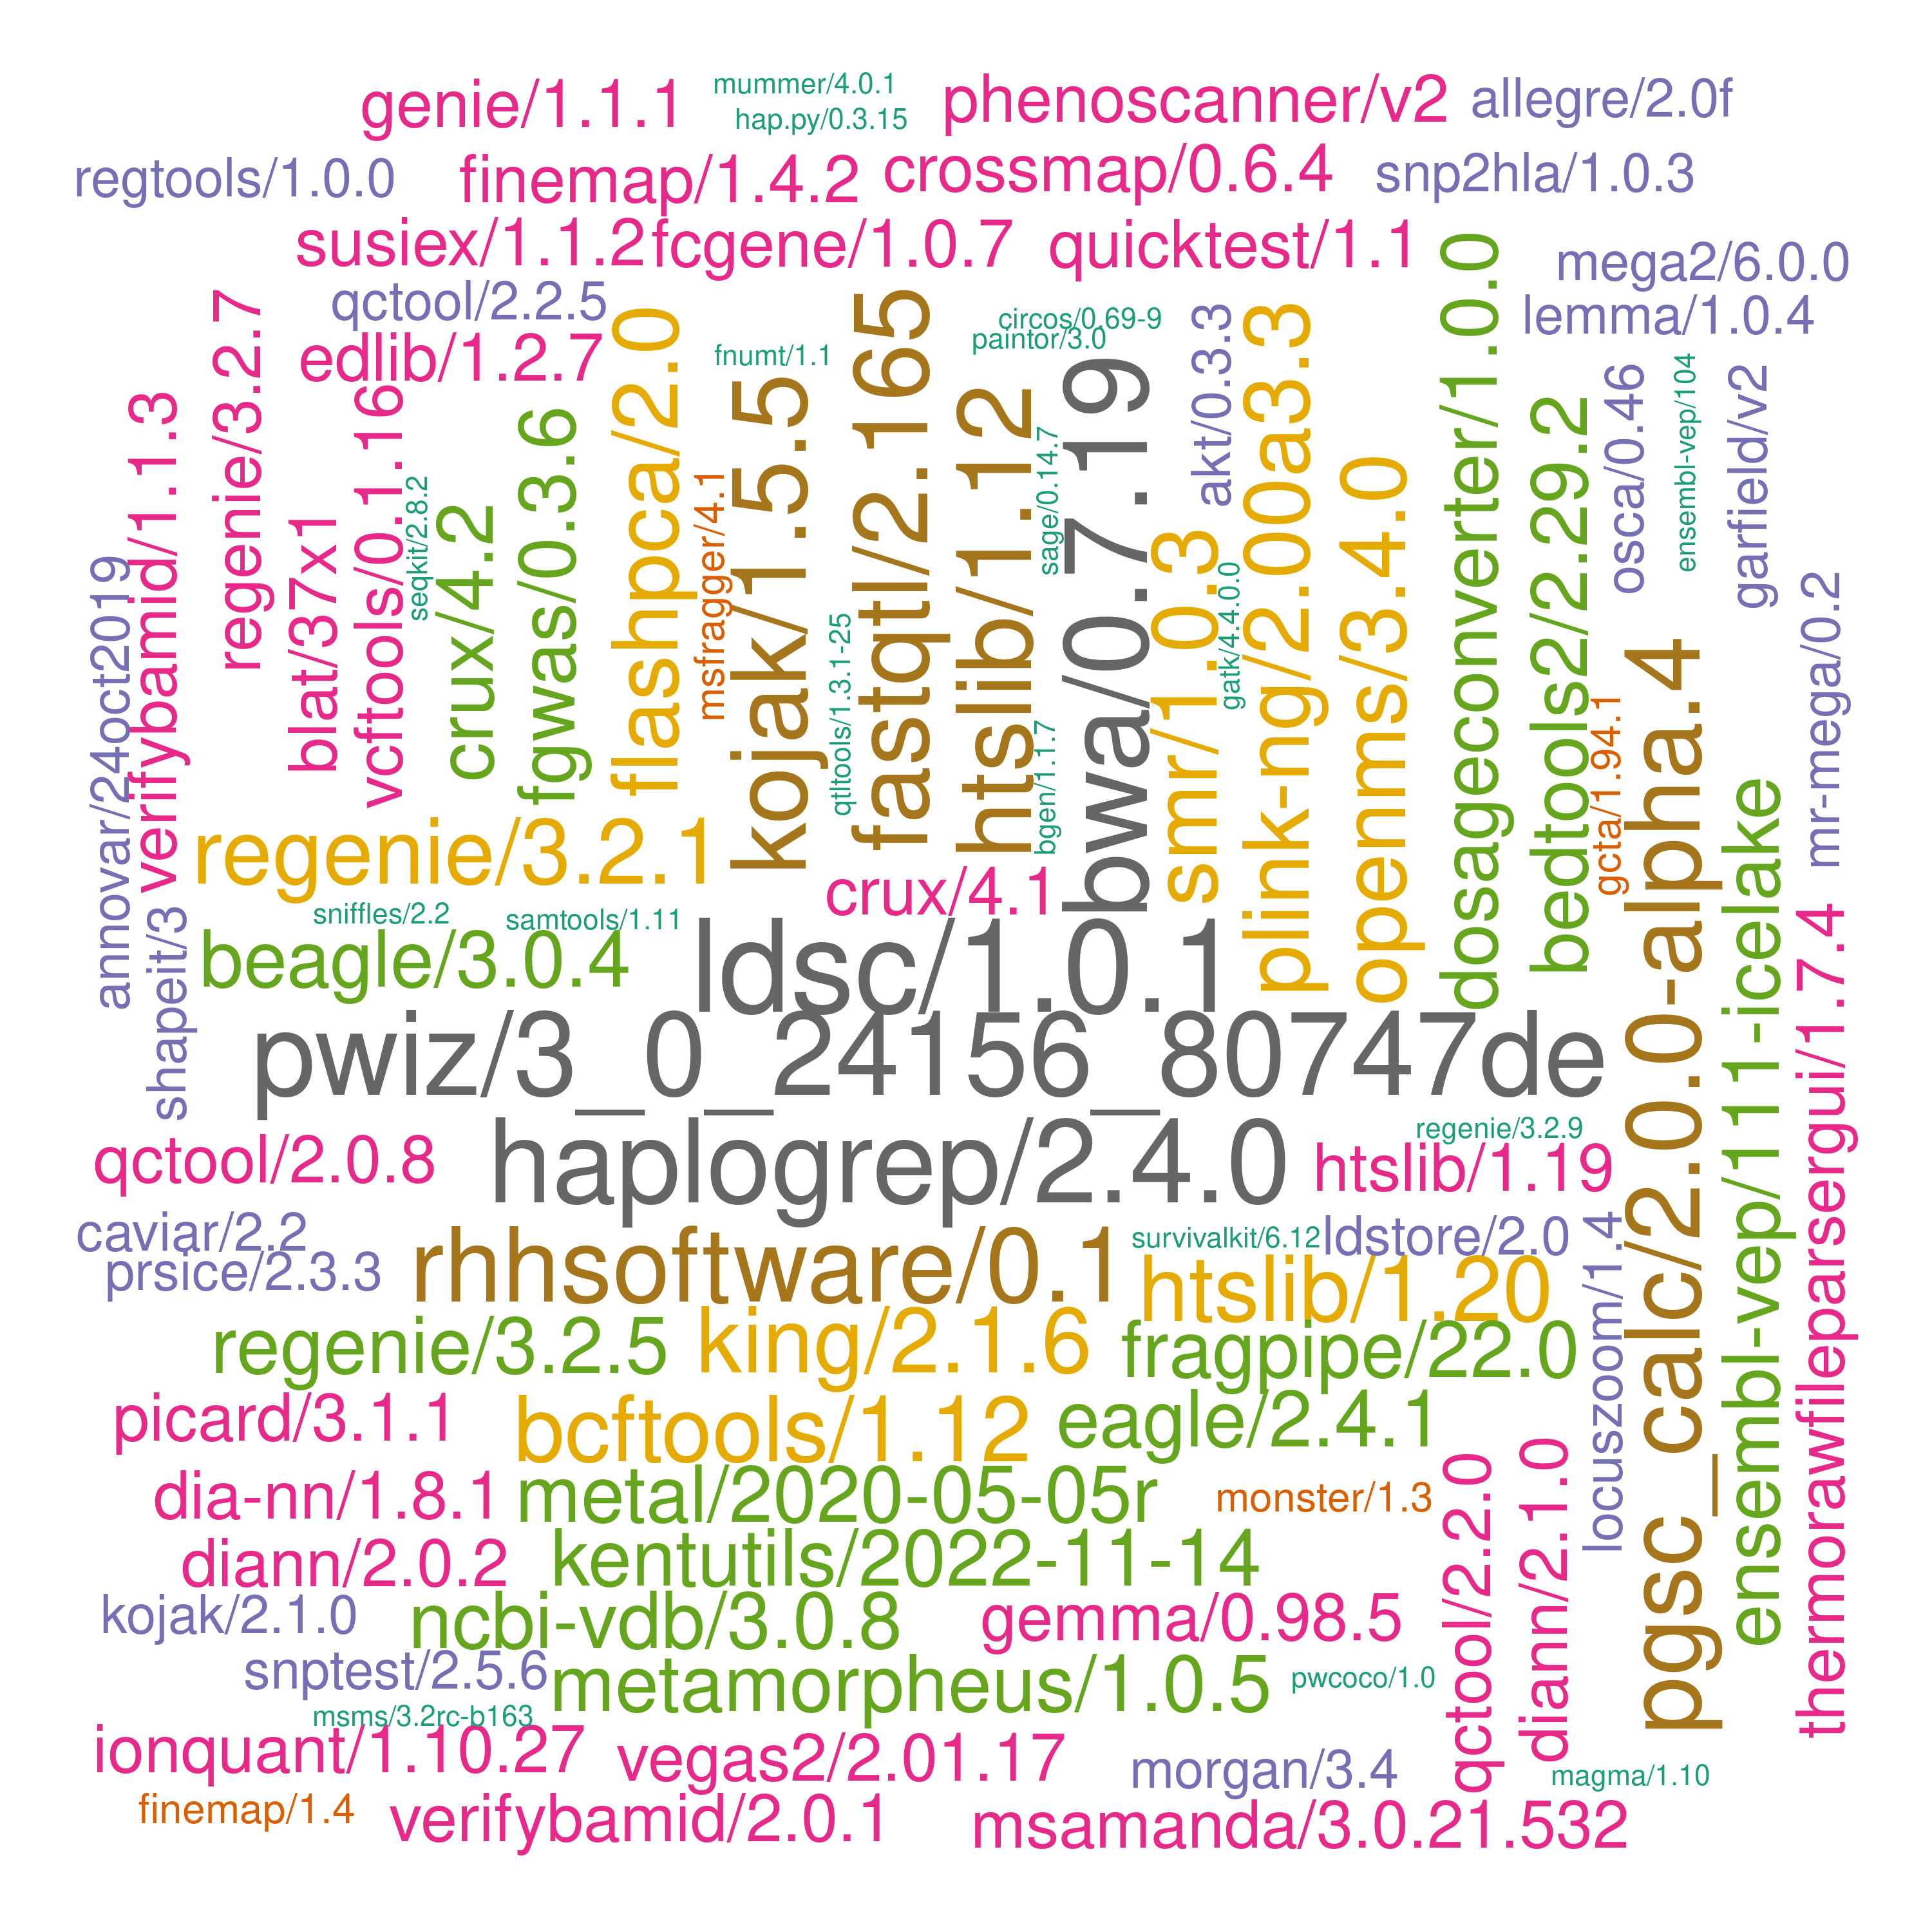 genie/1.1.1
mummer/4.0.1
hap.py/0.3.15
phenoscanner/v2
allegre/2.0f
regtools/1.0.0
finemap/1.4.2
crossmap/0.6.4
snp2hla/1.0.3
susiex/1.1.2
fcgene/1.0.7
quicktest/1.1
mega2/6.0.0
qctool/2.2.5
lemma/1.0.4
edlib/1.2.7
fnumt/1.1
circos/0.69-9
paintor/3.0
annovar/24oct2019
verifybamid/1.1.3
regenie/3.2.7
blat/37x1
vcftools/0.1.16
seqkit/2.8.2
crux/4.2
fgwas/0.3.6
flashpca/2.0
msfragger/4.1
kojak/1.5.5
qtltools/1.3.1-25
fastqtl/2.165
htslib/1.12
sage/0.14.7
bgen/1.1.7
bwa/0.7.19
smr/1.0.3
akt/0.3.3
gatk/4.4.0.0
plink-ng/2.00a3.3
openms/3.4.0
dosageconverter/1.0.0
bedtools2/2.29.2
osca/0.46
gcta/1.94.1
ensembl-vep/104
garfield/v2
mr-mega/0.2
regenie/3.2.1
crux/4.1
sniffles/2.2
samtools/1.11
shapeit/3
beagle/3.0.4
ldsc/1.0.1
pwiz/3_0_24156_80747de
haplogrep/2.4.0
regenie/3.2.9
qctool/2.0.8
htslib/1.19
pgsc_calc/2.0.0-alpha.4
ensembl-vep/111-icelake
thermorawfileparsergui/1.7.4
caviar/2.2
prsice/2.3.3
rhhsoftware/0.1
survivalkit/6.12
ldstore/2.0
htslib/1.20
locuszoom/1.4
regenie/3.2.5
king/2.1.6
fragpipe/22.0
picard/3.1.1
bcftools/1.12
eagle/2.4.1
dia-nn/1.8.1
metal/2020-05-05r
monster/1.3
qctool/2.2.0
diann/2.1.0
diann/2.0.2
kentutils/2022-11-14
kojak/2.1.0
ncbi-vdb/3.0.8
gemma/0.98.5
snptest/2.5.6
metamorpheus/1.0.5
pwcoco/1.0
msms/3.2rc-b163
ionquant/1.10.27
vegas2/2.01.17
morgan/3.4
magma/1.10
finemap/1.4
verifybamid/2.0.1
msamanda/3.0.21.532